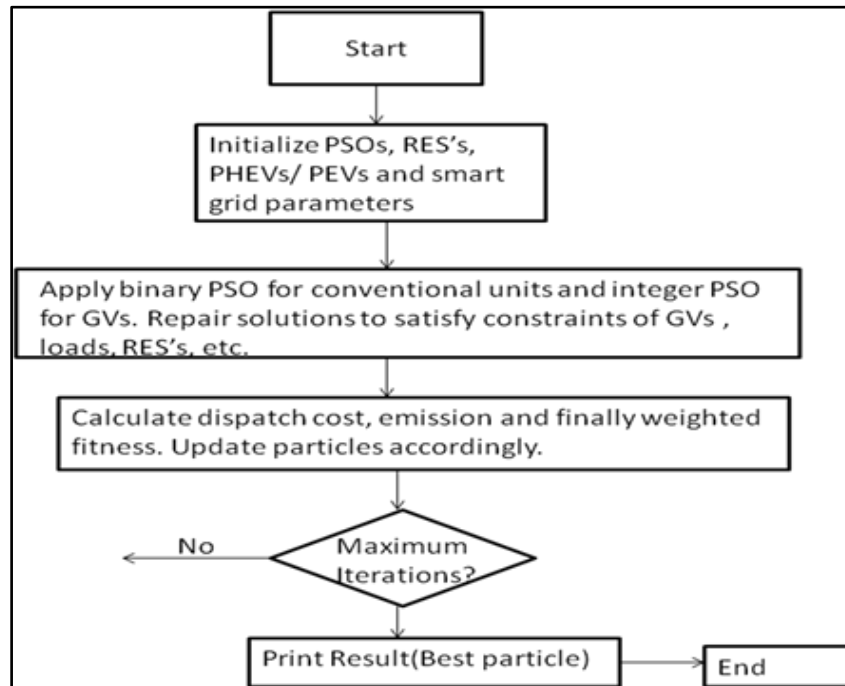 Start
Initialize PSOs, RES's,
PHEVs/ PEVs and smart
grid parameters
Apply binary PSO for conventional units and integer PSO
for GVs. Repair solutions to satisfy constraints of GVs ,
loads, RES's, etc.
Calculate dispatch cost, emission and finally weighted
fitness. Update particles accordingly.
No
Maximum
Iterations?
Print Result(Best particle)
End